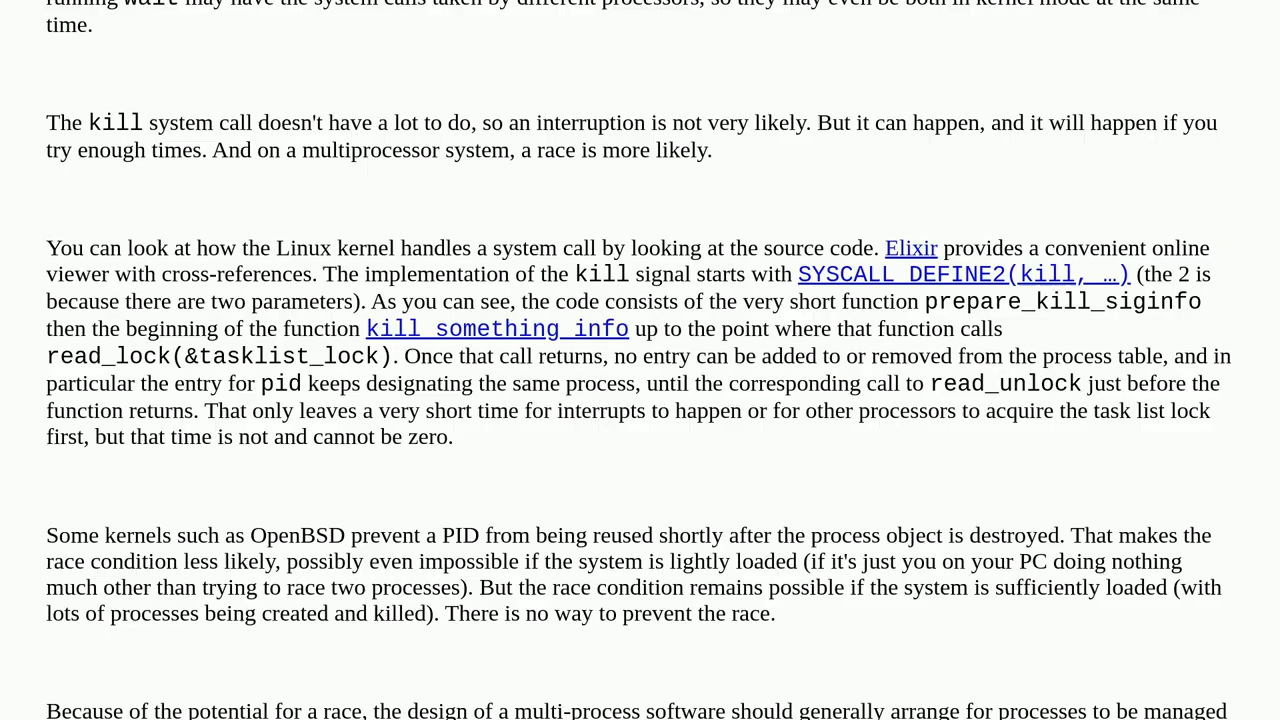 running wait may have the system calls taken by different processors, so they may even be both in kernel mode at the same
time.
The kill system call doesn't have a lot to do, so an interruption is not very likely. But it can happen, and it will happen if you
try enough times. And on a multiprocessor system, a race is more likely.
You can look at how the Linux kernel handles a system call by looking at the source code. Elixir provides a convenient online
viewer with cross-references. The implementation of the kill signal starts with SYSCALL_DEFINE2(kill, …) (the 2 is
because there are two parameters). As you can see, the code consists of the very short function prepare_kill_siginfo
then the beginning of the function kill_something_info up to the point where that function calls
read_lock(&tasklist_lock). Once that call returns, no entry can be added to or removed from the process table, and in
particular the entry for pid keeps designating the same process, until the corresponding call to read_unlock just before the
function returns. That only leaves a very short time for interrupts to happen or for other processors to acquire the task list lock
first, but that time is not and cannot be zero.
Some kernels such as OpenBSD prevent a PID from being reused shortly after the process object is destroyed. That makes the
race condition less likely, possibly even impossible if the system is lightly loaded (if it's just you on your PC doing nothing
much other than trying to race two processes). But the race condition remains possible if the system is sufficiently loaded (with
lots of processes being created and killed). There is no way to prevent the race.
Because of the potential for a race, the design of a multi-process software should generally arrange for processes to be managed